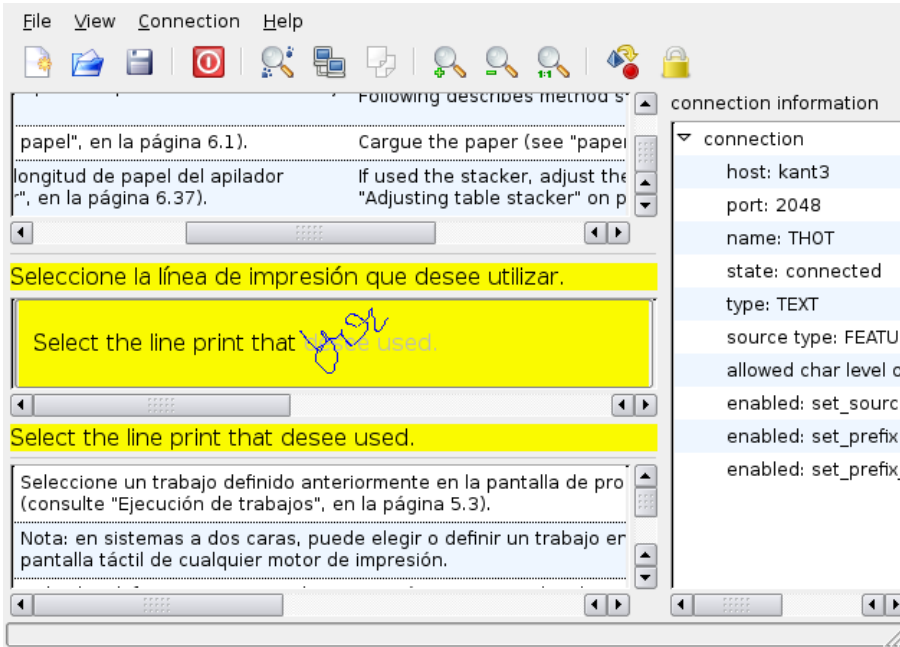 File View Connection Help
1:1
Following describes method s
papel", en la página 6.1).
Cargue the paper (see "paper
longitud de papel del apilador
r", en la página 6.37).
If used the stacker, adjust the
"Adjusting table stacker" on p
Seleccione la línea de impresión que desee utilizar.
Select the line print that you desee used.
Select the line print that desee used.
Seleccione un trabajo definido anteriormente en la pantalla de pro
(consulte "Ejecución de trabajos", en la página 5.3).
Nota: en sistemas a dos caras, puede elegir o definir un trabajo en
pantalla táctil de cualquier motor de impresión.
connection information
connection
host: kant3
port: 2048
name: THOT
state: connected
type: TEXT
source type: FEATU
allowed char level o
enabled: set_sourc
enabled: set_prefix
enabled: set_prefix_